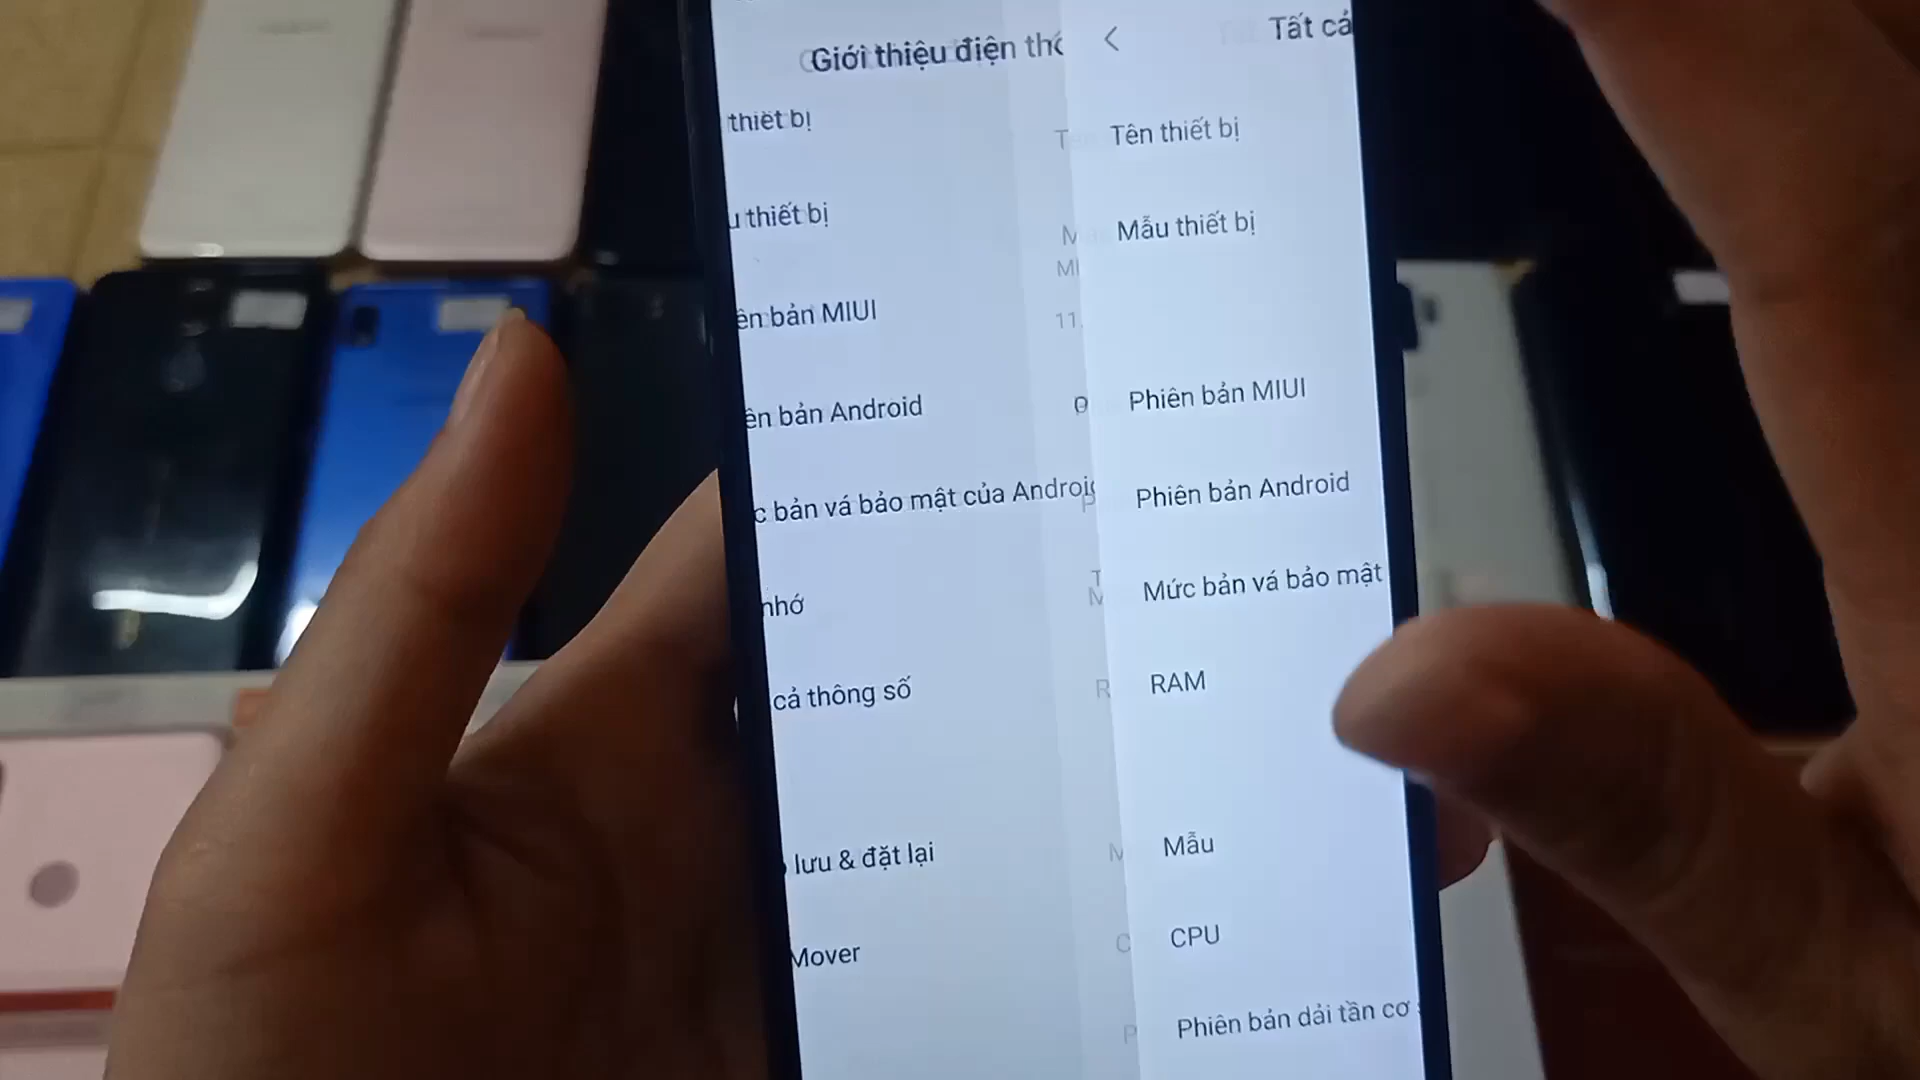 Giới thiệu điện tho
thiết bị
u thiết bị
ên bản MIUI
11.
ên bản Android
c bản vá bảo mật của Android
nhớ
cả thông số
lưu & đặt lại
Mover
Tất cả
Tên thiết bị
Mẫu thiết bị
Phiên bản MIUI
Phiên bản Android
Mức bản vá bảo mật
RAM
Mẫu
CPU
Phiên bản dải tần cơ